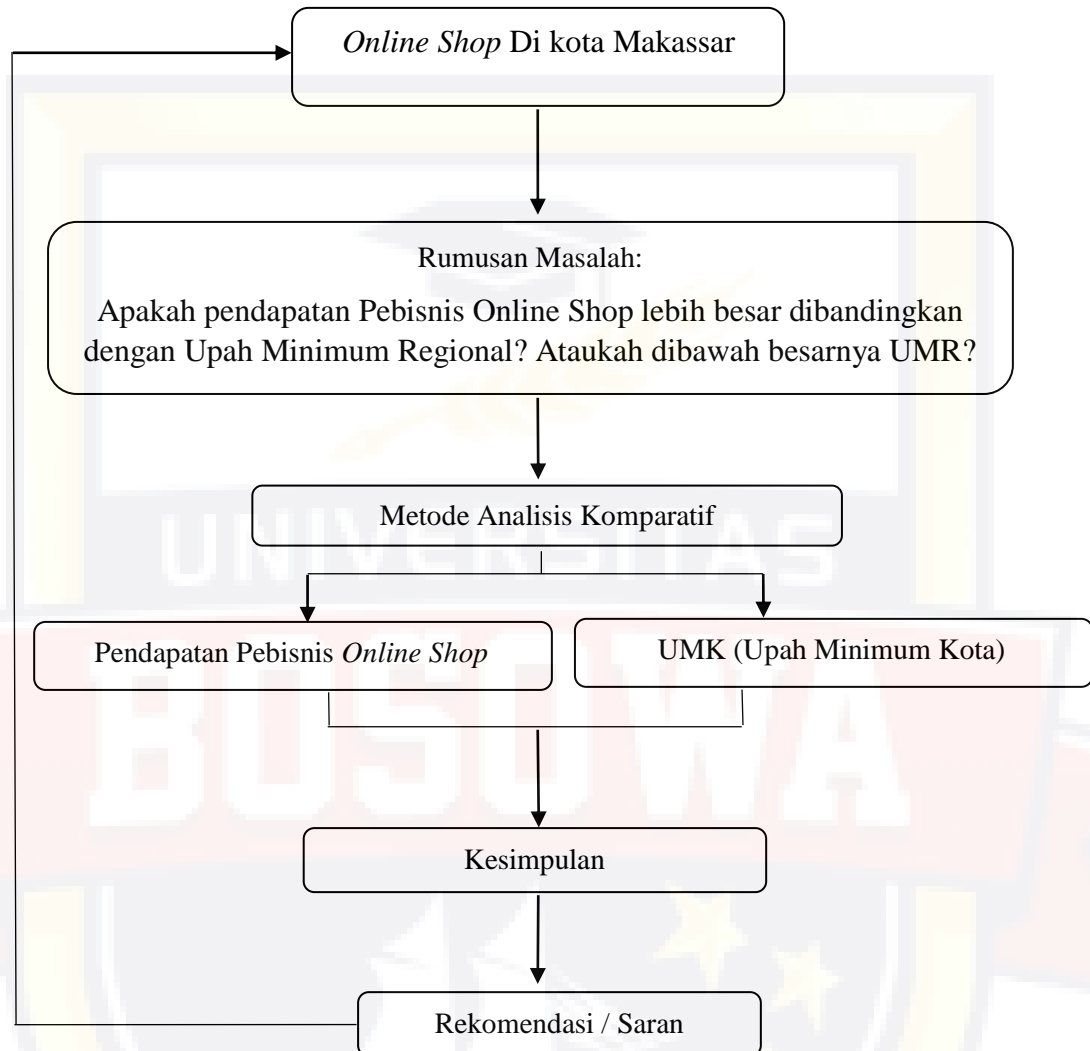 Online Shop Di kota Makassar
Rumusan Masalah:
Apakah pendapatan Pebisnis Online Shop lebih besar dibandingkan
dengan Upah Minimum Regional? Ataukah dibawah besarnya UMR?
Metode Analisis Komparatif
UNIVERSITAS
Pendapatan Pebisnis Online Shop
UMK (Upah Minimum Kota)
BOSOWA
Kesimpulan
Rekomendasi / Saran